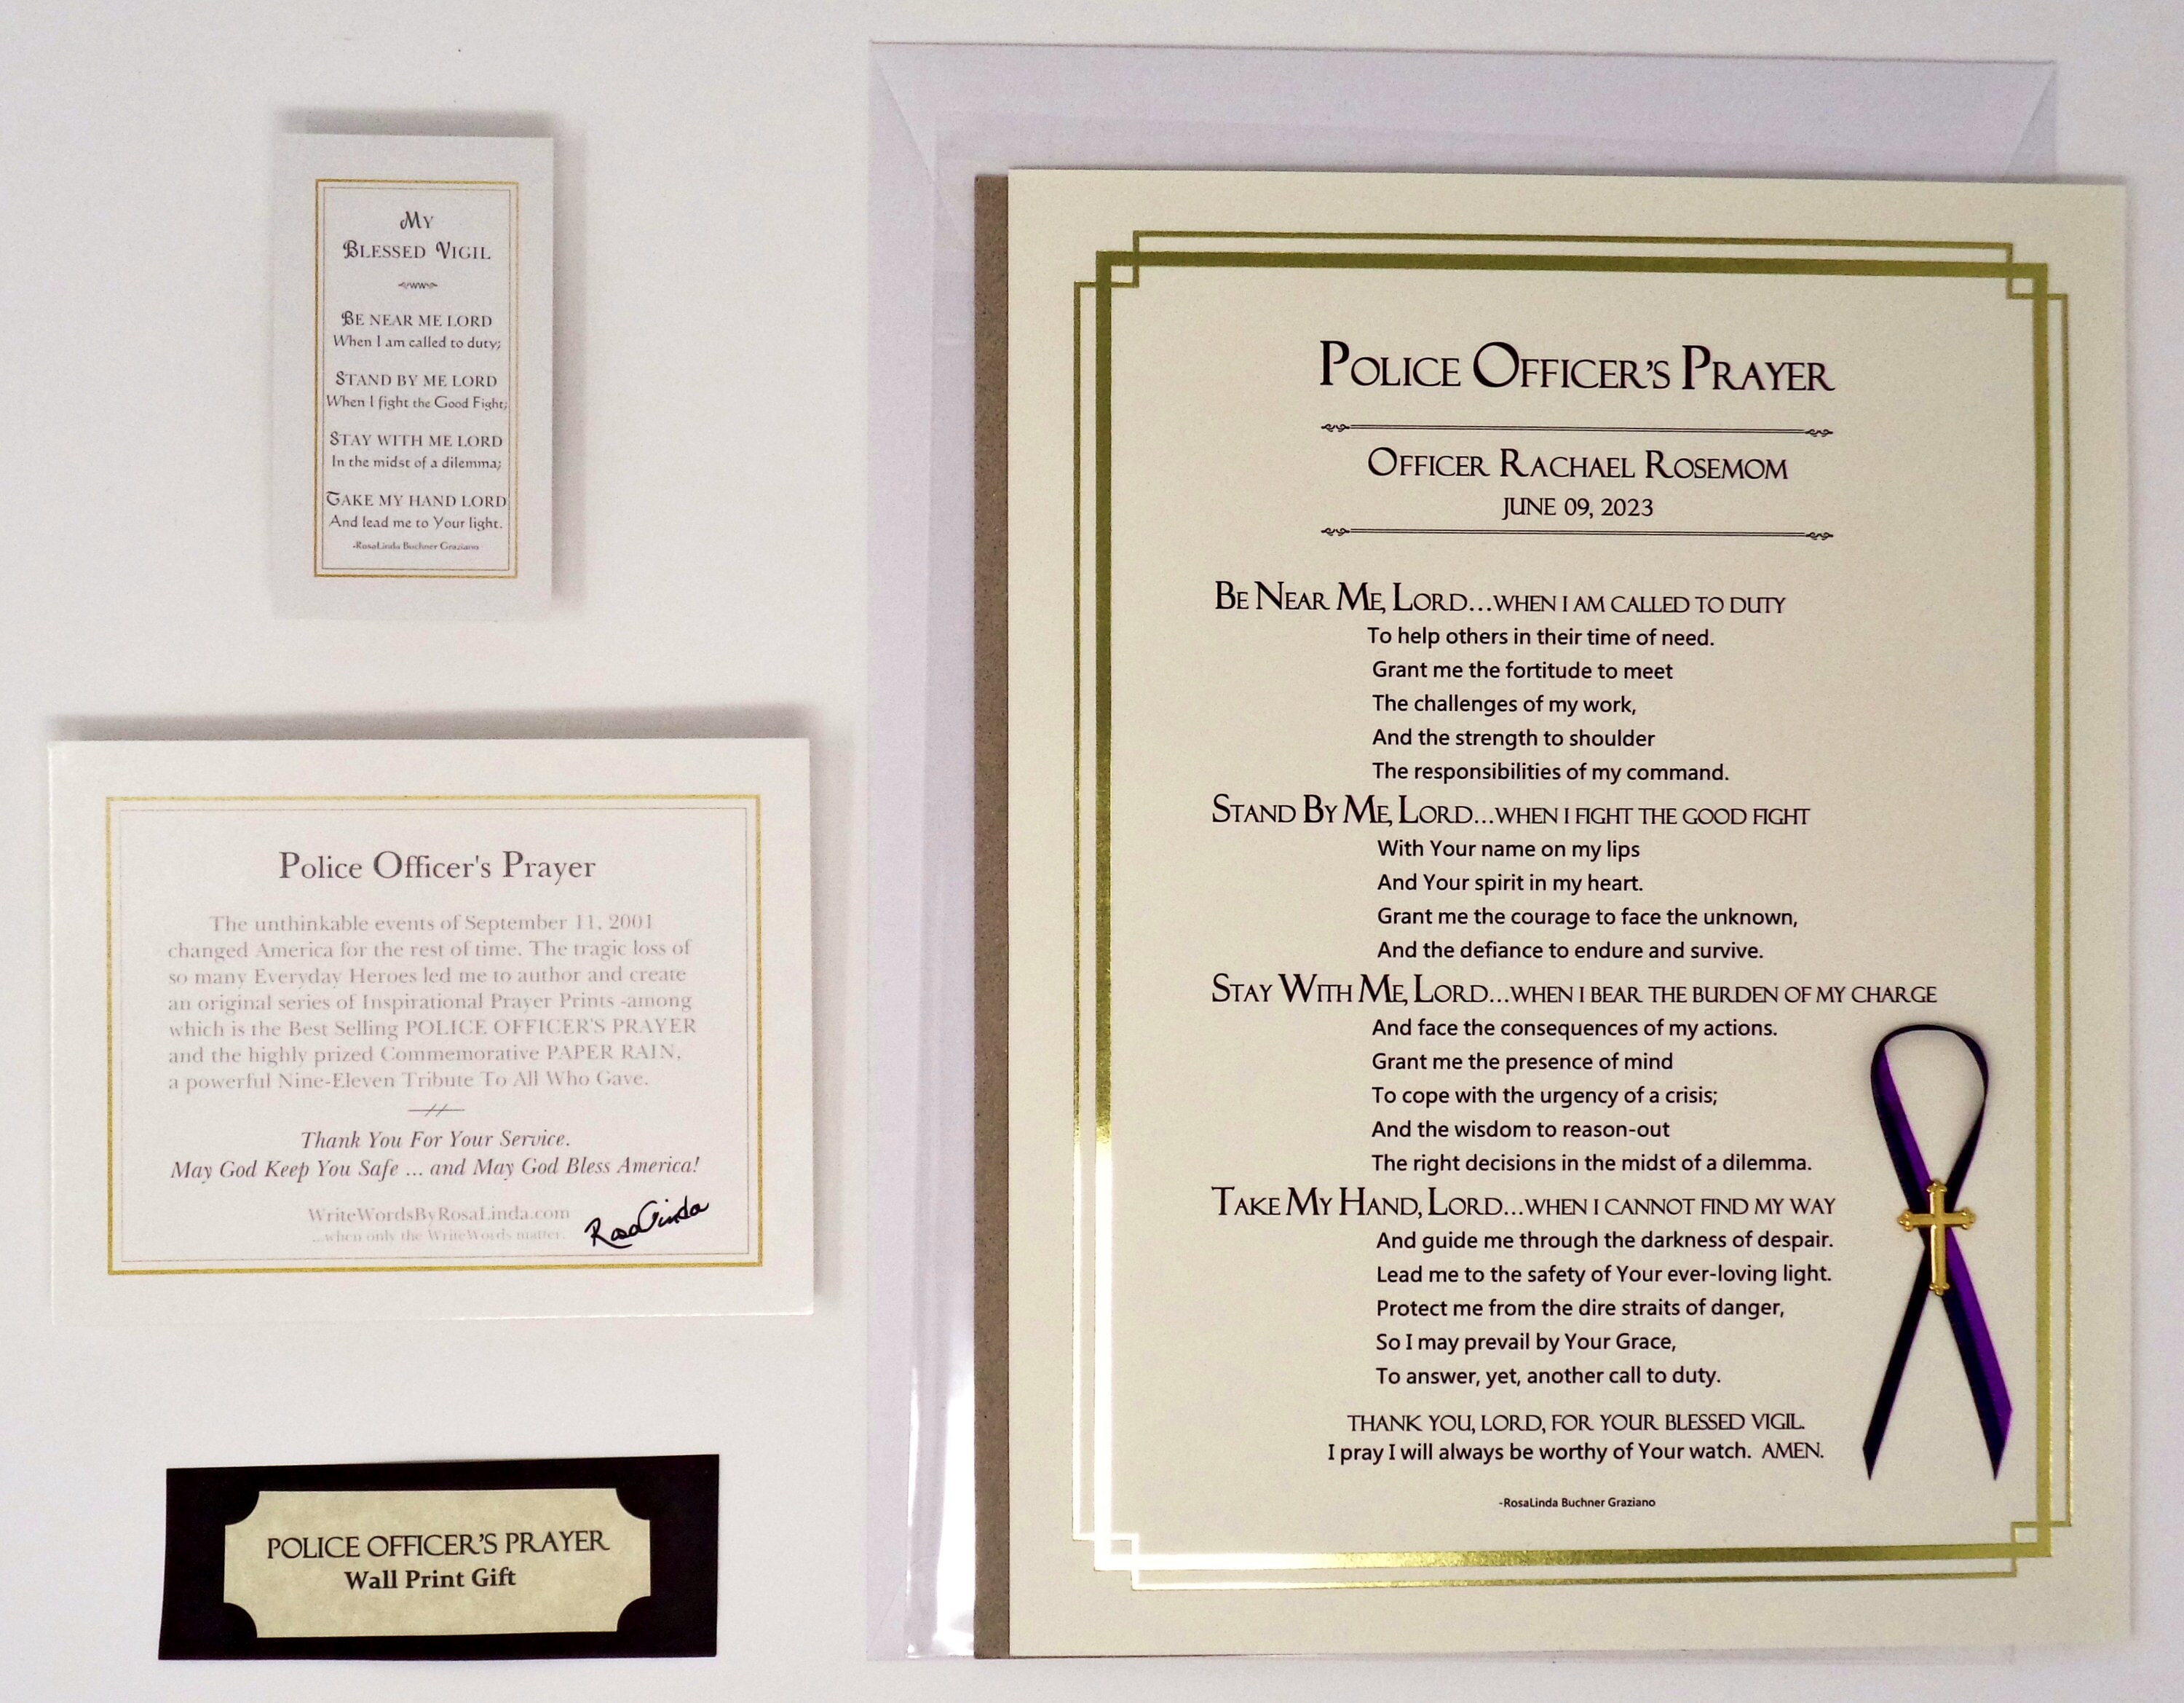 My
Blessed Vigil
Be near me Lord
When I am called to duty;
Stand by me Lord
When I fight the Good Fight;
Stay with me Lord
In the midst of a dilemma;
Take my hand Lord
And lead me to Your light.
-RosaLinda Buchner Graziano
Police Officer's Prayer
The unthinkable events of September 11, 2001
changed America for the rest of time. The tragic loss of
so many Everyday Heroes led me to author and create
an original series of Inspirational Prayer Prints -among
which is the Best Selling POLICE OFFICER'S PRAYER
and the highly prized Commemorative PAPER RAIN,
a powerful Nine-Eleven Tribute To All Who Gave.
Thank You For Your Service.
May God Keep You Safe ... and May God Bless America!
WriteWordsByRosaLinda.com
...when only the WriteWords matter.
RosaLinda
POLICE OFFICER'S PRAYER
Wall Print Gift
Police Officer's Prayer
Officer Rachael Rosemom
June 09, 2023
Be Near Me, Lord...when I am called to duty
To help others in their time of need.
Grant me the fortitude to meet
The challenges of my work,
And the strength to shoulder
The responsibilities of my command.
Stand By Me, Lord...when I fight the good fight
With Your name on my lips
And Your spirit in my heart.
Grant me the courage to face the unknown,
And the defiance to endure and survive.
Stay With Me, Lord...when I bear the burden of my charge
And face the consequences of my actions.
Grant me the presence of mind
To cope with the urgency of a crisis;
And the wisdom to reason-out
The right decisions in the midst of a dilemma.
Take My Hand, Lord...when I cannot find my way
And guide me through the darkness of despair.
Lead me to the safety of Your ever-loving light.
Protect me from the dire straits of danger,
So I may prevail by Your Grace,
To answer, yet, another call to duty.
THANK YOU, LORD, FOR YOUR BLESSED VIGIL.
I pray I will always be worthy of Your watch. AMEN.
-RosaLinda Buchner Graziano